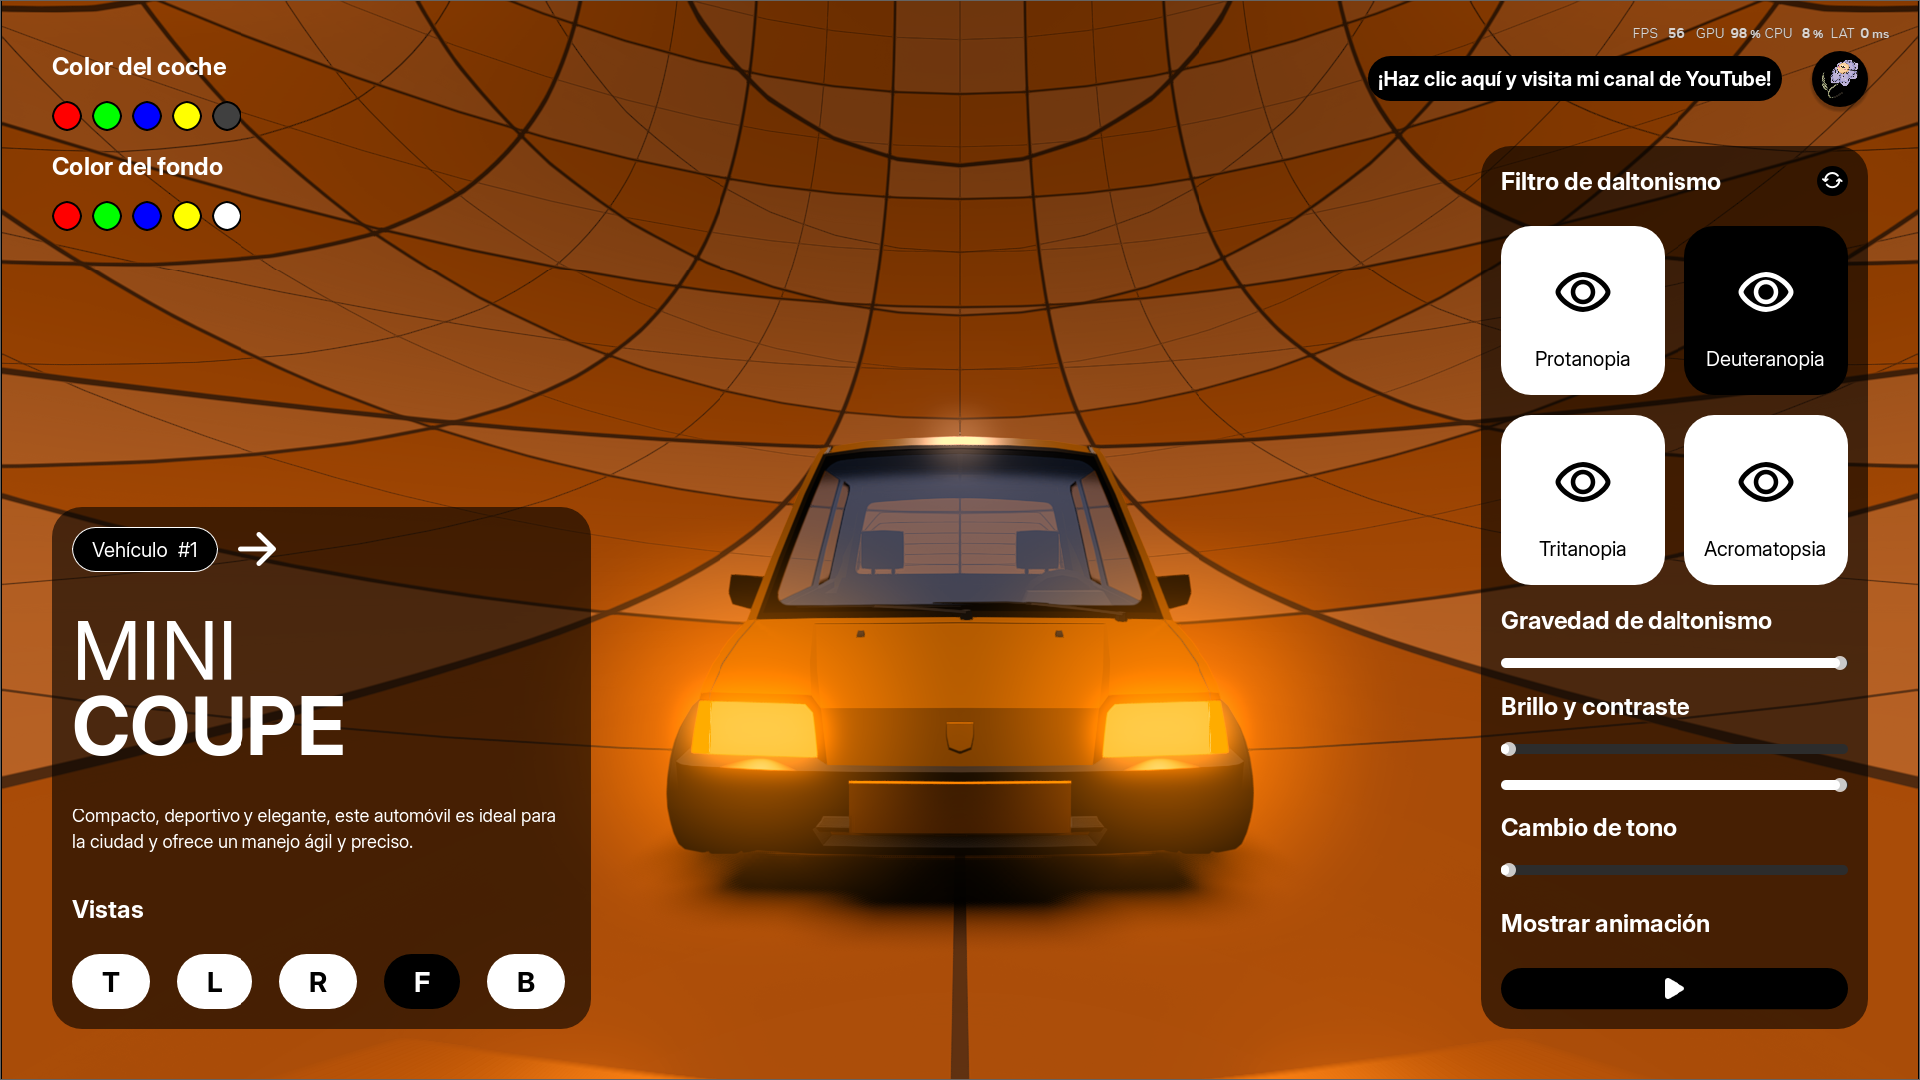 FPS 56 GPU 98 % CPU 8 % LAT 0 ms
Color del coche
¡Haz clic aquí y visita mi canal de YouTube!
Color del fondo
Filtro de daltonismo
Protanopia
Deuteranopia
Tritanopia
Acromatopsia
Gravedad de daltonismo
Brillo y contraste
Cambio de tono
Mostrar animación
Vehículo #1
MINI
COUPE
Compacto, deportivo y elegante, este automóvil es ideal para
la ciudad y ofrece un manejo ágil y preciso.
Vistas
T L R F B